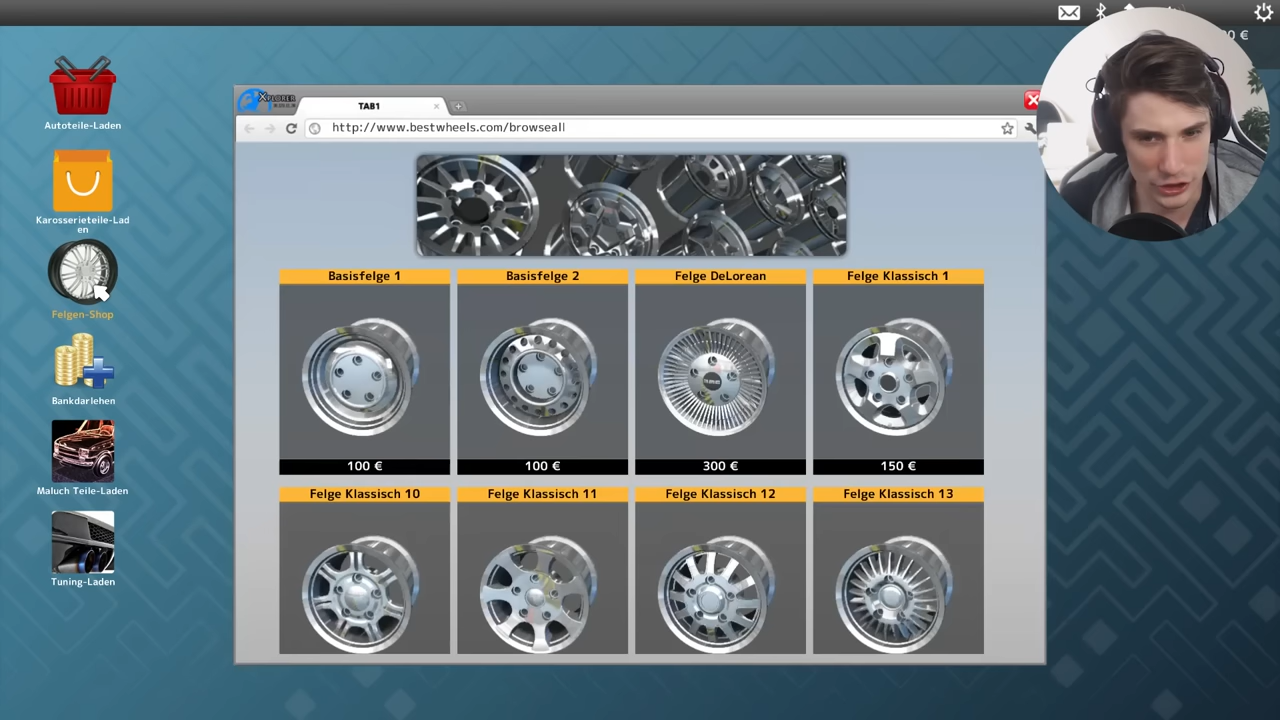 0 €
Autoteile-Laden
Karosserieteile-Lad
en
Felgen-Shop
Bankdarlehen
Maluch Teile-Laden
Tuning-Laden
XPLORER
TAB1
http://www.bestwheels.com/browseall
Basisfelge 1
Basisfelge 2
Felge DeLorean
Felge Klassisch 1
100 €
100 €
300 €
150 €
Felge Klassisch 10
Felge Klassisch 11
Felge Klassisch 12
Felge Klassisch 13